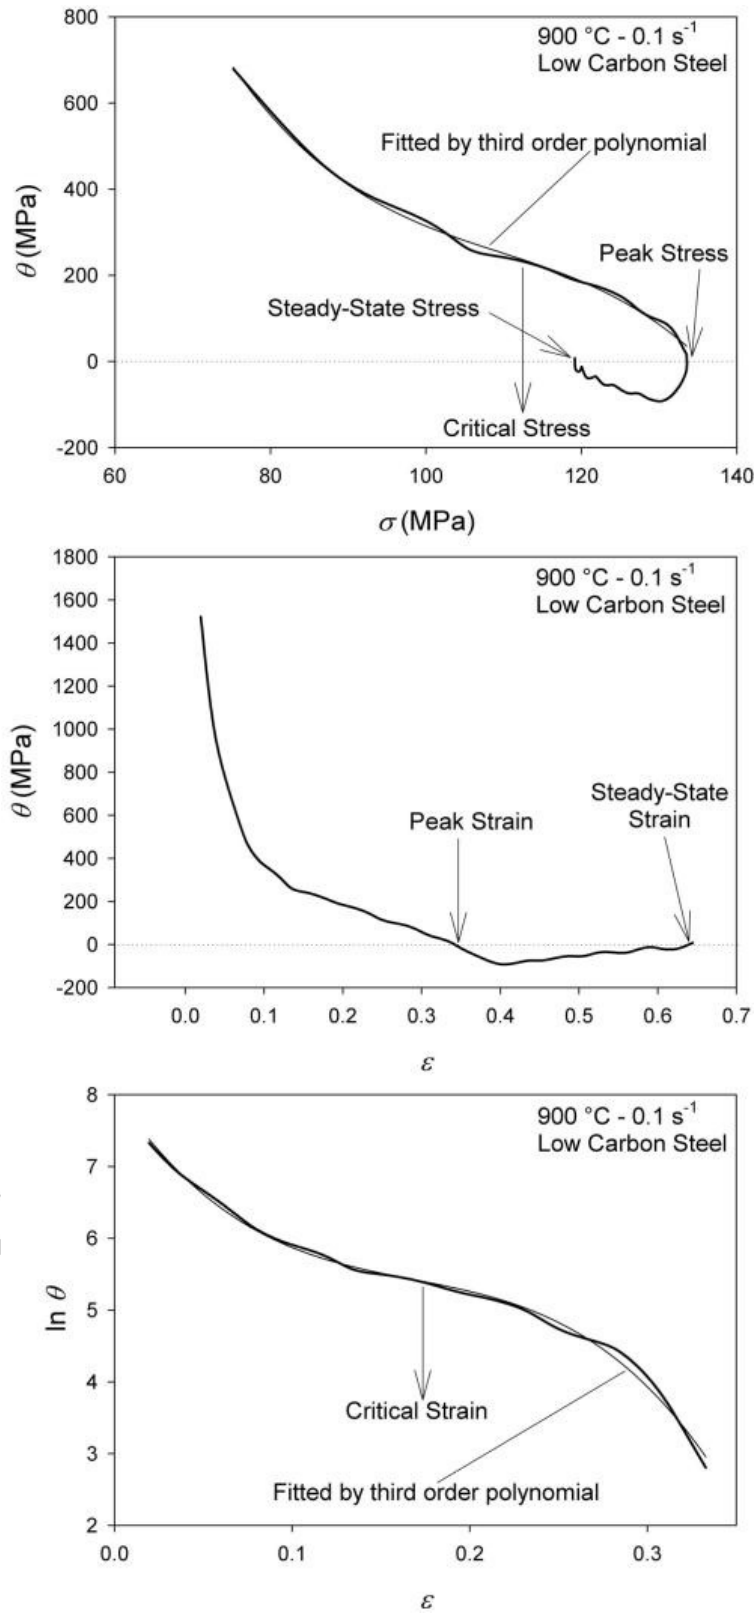 800
900 °C - 0.1 s⁻¹
Low Carbon Steel
600
Fitted by third order polynomial
400
θ (MPa)
Peak Stress
200
Steady-State Stress
0
Critical Stress
-200
60 80 100 120 140
σ (MPa)
1800
900 °C - 0.1 s⁻¹
1600
Low Carbon Steel
1400
1200
1000
θ (MPa)
800
Steady-State
Strain
Peak Strain
600
400
200
0
-200
0.0 0.1 0.2 0.3 0.4 0.5 0.6 0.7
ε
8
900 °C - 0.1 s⁻¹
Low Carbon Steel
7
6
ln θ
5
4
Critical Strain
3
Fitted by third order polynomial
2
0.0 0.1 0.2 0.3
ε